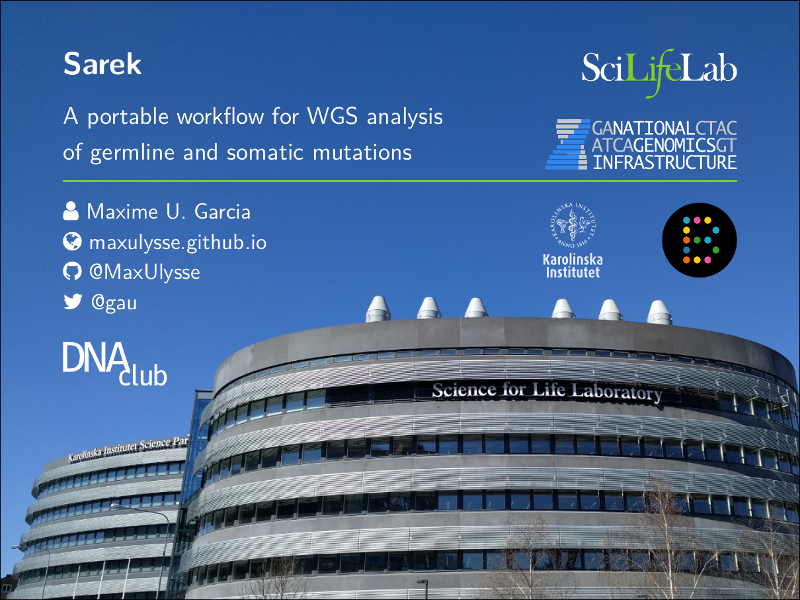 Sarek
A portable workflow for WGS analysis
of germline and somatic mutations
Maxime U. Garcia
maxulysse.github.io
@MaxUlysse
@gau
DNA
club
SciLifeLab
GANATIONALCTAC
ATCAGENOMICSGT
INFRASTRUCTURE
Karolinska
Institutet
Science for Life Laboratory
Karolinska Institutet Science Par